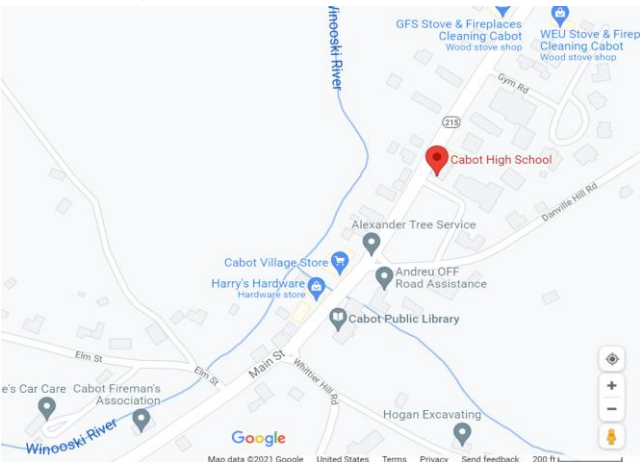 Winooski River
GFS Stove & Fireplaces
Cleaning Cabot
Wood stove shop
WEU Stove & Firep
Cleaning Cabot
Wood stove shop
Gym Rd
215
Cabot High School
Danville Hill Rd
Alexander Tree Service
Cabot Village Store
Harry's Hardware
Hardware store
Andreu OFF
Road Assistance
Cabot Public Library
Main St
Elm St
Elm St
Whittier Hill Rd
e's Car Care
Cabot Fireman's
Association
Hogan Excavating
Winooski River
Google
Map data ©2021 Google United States Terms Privacy Send feedback 200 ft